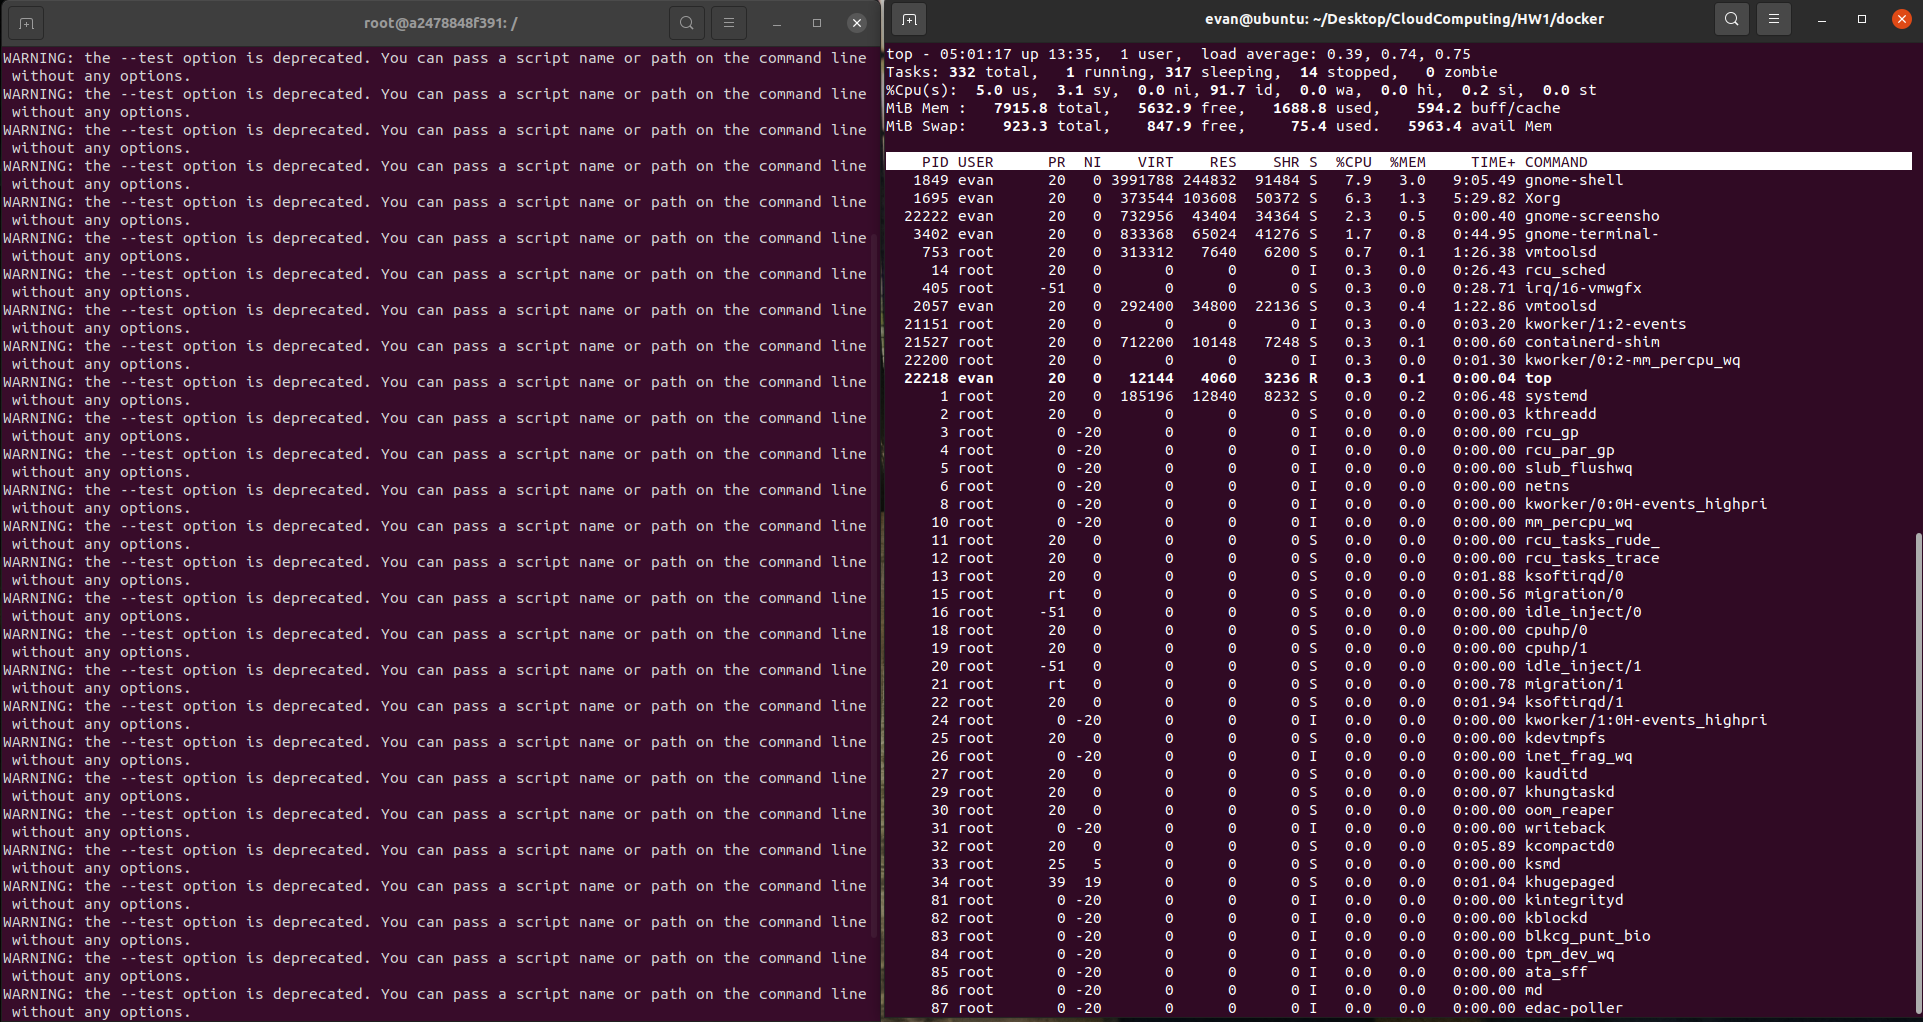 root@a2478848f391: /
WARNING: the --test option is deprecated. You can pass a script name or path on the command line
 without any options.
WARNING: the --test option is deprecated. You can pass a script name or path on the command line
 without any options.
WARNING: the --test option is deprecated. You can pass a script name or path on the command line
 without any options.
WARNING: the --test option is deprecated. You can pass a script name or path on the command line
 without any options.
WARNING: the --test option is deprecated. You can pass a script name or path on the command line
 without any options.
WARNING: the --test option is deprecated. You can pass a script name or path on the command line
 without any options.
WARNING: the --test option is deprecated. You can pass a script name or path on the command line
 without any options.
WARNING: the --test option is deprecated. You can pass a script name or path on the command line
 without any options.
WARNING: the --test option is deprecated. You can pass a script name or path on the command line
 without any options.
WARNING: the --test option is deprecated. You can pass a script name or path on the command line
 without any options.
WARNING: the --test option is deprecated. You can pass a script name or path on the command line
 without any options.
WARNING: the --test option is deprecated. You can pass a script name or path on the command line
 without any options.
WARNING: the --test option is deprecated. You can pass a script name or path on the command line
 without any options.
WARNING: the --test option is deprecated. You can pass a script name or path on the command line
 without any options.
WARNING: the --test option is deprecated. You can pass a script name or path on the command line
 without any options.
WARNING: the --test option is deprecated. You can pass a script name or path on the command line
 without any options.
WARNING: the --test option is deprecated. You can pass a script name or path on the command line
 without any options.
WARNING: the --test option is deprecated. You can pass a script name or path on the command line
 without any options.
WARNING: the --test option is deprecated. You can pass a script name or path on the command line
 without any options.
WARNING: the --test option is deprecated. You can pass a script name or path on the command line
 without any options.
WARNING: the --test option is deprecated. You can pass a script name or path on the command line
 without any options.
WARNING: the --test option is deprecated. You can pass a script name or path on the command line
 without any options.
WARNING: the --test option is deprecated. You can pass a script name or path on the command line
 without any options.
WARNING: the --test option is deprecated. You can pass a script name or path on the command line
 without any options.
WARNING: the --test option is deprecated. You can pass a script name or path on the command line
 without any options.
WARNING: the --test option is deprecated. You can pass a script name or path on the command line
 without any options.
WARNING: the --test option is deprecated. You can pass a script name or path on the command line
 without any options.
evan@ubuntu: ~/Desktop/CloudComputing/HW1/docker
top - 05:01:17 up 13:35,  1 user,  load average: 0.39, 0.74, 0.75
Tasks: 332 total,   1 running, 317 sleeping,  14 stopped,   0 zombie
%Cpu(s):  5.0 us,  3.1 sy,  0.0 ni, 91.7 id,  0.0 wa,  0.0 hi,  0.2 si,  0.0 st
MiB Mem :   7915.8 total,   5632.9 free,   1688.8 used,    594.2 buff/cache
MiB Swap:    923.3 total,    847.9 free,     75.4 used.   5963.4 avail Mem
PID USER PR NI VIRT RES SHR S %CPU %MEM TIME+ COMMAND
1849 evan 20 0 3991788 244832 91484 S 7.9 3.0 9:05.49 gnome-shell
1695 evan 20 0 373544 103608 50372 S 6.3 1.3 5:29.82 Xorg
22222 evan 20 0 732956 43404 34364 S 2.3 0.5 0:00.40 gnome-screensho
3402 evan 20 0 833368 65024 41276 S 1.7 0.8 0:44.95 gnome-terminal-
753 root 20 0 313312 7640 6200 S 0.7 0.1 1:26.38 vmtoolsd
14 root 20 0 0 0 0 I 0.3 0.0 0:26.43 rcu_sched
405 root -51 0 0 0 0 S 0.3 0.0 0:28.71 irq/16-vmwgfx
2057 evan 20 0 292400 34800 22136 S 0.3 0.4 1:22.86 vmtoolsd
21151 root 20 0 0 0 0 I 0.3 0.0 0:03.20 kworker/1:2-events
21527 root 20 0 712200 10148 7248 S 0.3 0.1 0:00.60 containerd-shim
22200 root 20 0 0 0 0 I 0.3 0.0 0:01.30 kworker/0:2-mm_percpu_wq
22218 evan 20 0 12144 4060 3236 R 0.3 0.1 0:00.04 top
1 root 20 0 185196 12840 8232 S 0.0 0.2 0:06.48 systemd
2 root 20 0 0 0 0 S 0.0 0.0 0:00.03 kthreadd
3 root 0 -20 0 0 0 I 0.0 0.0 0:00.00 rcu_gp
4 root 0 -20 0 0 0 I 0.0 0.0 0:00.00 rcu_par_gp
5 root 0 -20 0 0 0 I 0.0 0.0 0:00.00 slub_flushwq
6 root 0 -20 0 0 0 I 0.0 0.0 0:00.00 netns
8 root 0 -20 0 0 0 I 0.0 0.0 0:00.00 kworker/0:0H-events_highpri
10 root 0 -20 0 0 0 I 0.0 0.0 0:00.00 mm_percpu_wq
11 root 20 0 0 0 0 S 0.0 0.0 0:00.00 rcu_tasks_rude_
12 root 20 0 0 0 0 S 0.0 0.0 0:00.00 rcu_tasks_trace
13 root 20 0 0 0 0 S 0.0 0.0 0:01.88 ksoftirqd/0
15 root rt 0 0 0 0 S 0.0 0.0 0:00.56 migration/0
16 root -51 0 0 0 0 S 0.0 0.0 0:00.00 idle_inject/0
18 root 20 0 0 0 0 S 0.0 0.0 0:00.00 cpuhp/0
19 root 20 0 0 0 0 S 0.0 0.0 0:00.00 cpuhp/1
20 root -51 0 0 0 0 S 0.0 0.0 0:00.00 idle_inject/1
21 root rt 0 0 0 0 S 0.0 0.0 0:00.78 migration/1
22 root 20 0 0 0 0 S 0.0 0.0 0:01.94 ksoftirqd/1
24 root 0 -20 0 0 0 I 0.0 0.0 0:00.00 kworker/1:0H-events_highpri
25 root 20 0 0 0 0 S 0.0 0.0 0:00.00 kdevtmpfs
26 root 0 -20 0 0 0 I 0.0 0.0 0:00.00 inet_frag_wq
27 root 20 0 0 0 0 S 0.0 0.0 0:00.00 kauditd
29 root 20 0 0 0 0 S 0.0 0.0 0:00.07 khungtaskd
30 root 20 0 0 0 0 S 0.0 0.0 0:00.00 oom_reaper
31 root 0 -20 0 0 0 I 0.0 0.0 0:00.00 writeback
32 root 20 0 0 0 0 S 0.0 0.0 0:05.89 kcompactd0
33 root 25 5 0 0 0 S 0.0 0.0 0:00.00 ksmd
34 root 39 19 0 0 0 S 0.0 0.0 0:01.04 khugepaged
81 root 0 -20 0 0 0 I 0.0 0.0 0:00.00 kintegrityd
82 root 0 -20 0 0 0 I 0.0 0.0 0:00.00 kblockd
83 root 0 -20 0 0 0 I 0.0 0.0 0:00.00 blkcg_punt_bio
84 root 0 -20 0 0 0 I 0.0 0.0 0:00.00 tpm_dev_wq
85 root 0 -20 0 0 0 I 0.0 0.0 0:00.00 ata_sff
86 root 0 -20 0 0 0 I 0.0 0.0 0:00.00 md
87 root 0 -20 0 0 0 I 0.0 0.0 0:00.00 edac-poller